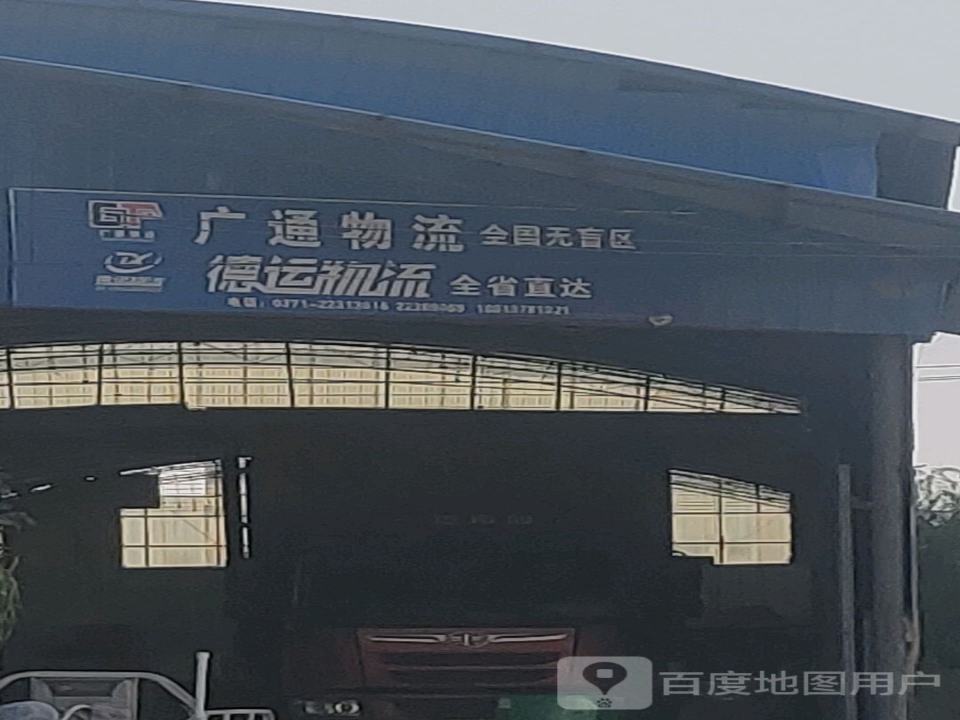 广通物流 全国无盲区
德运物流 全省直达
百度地图用户